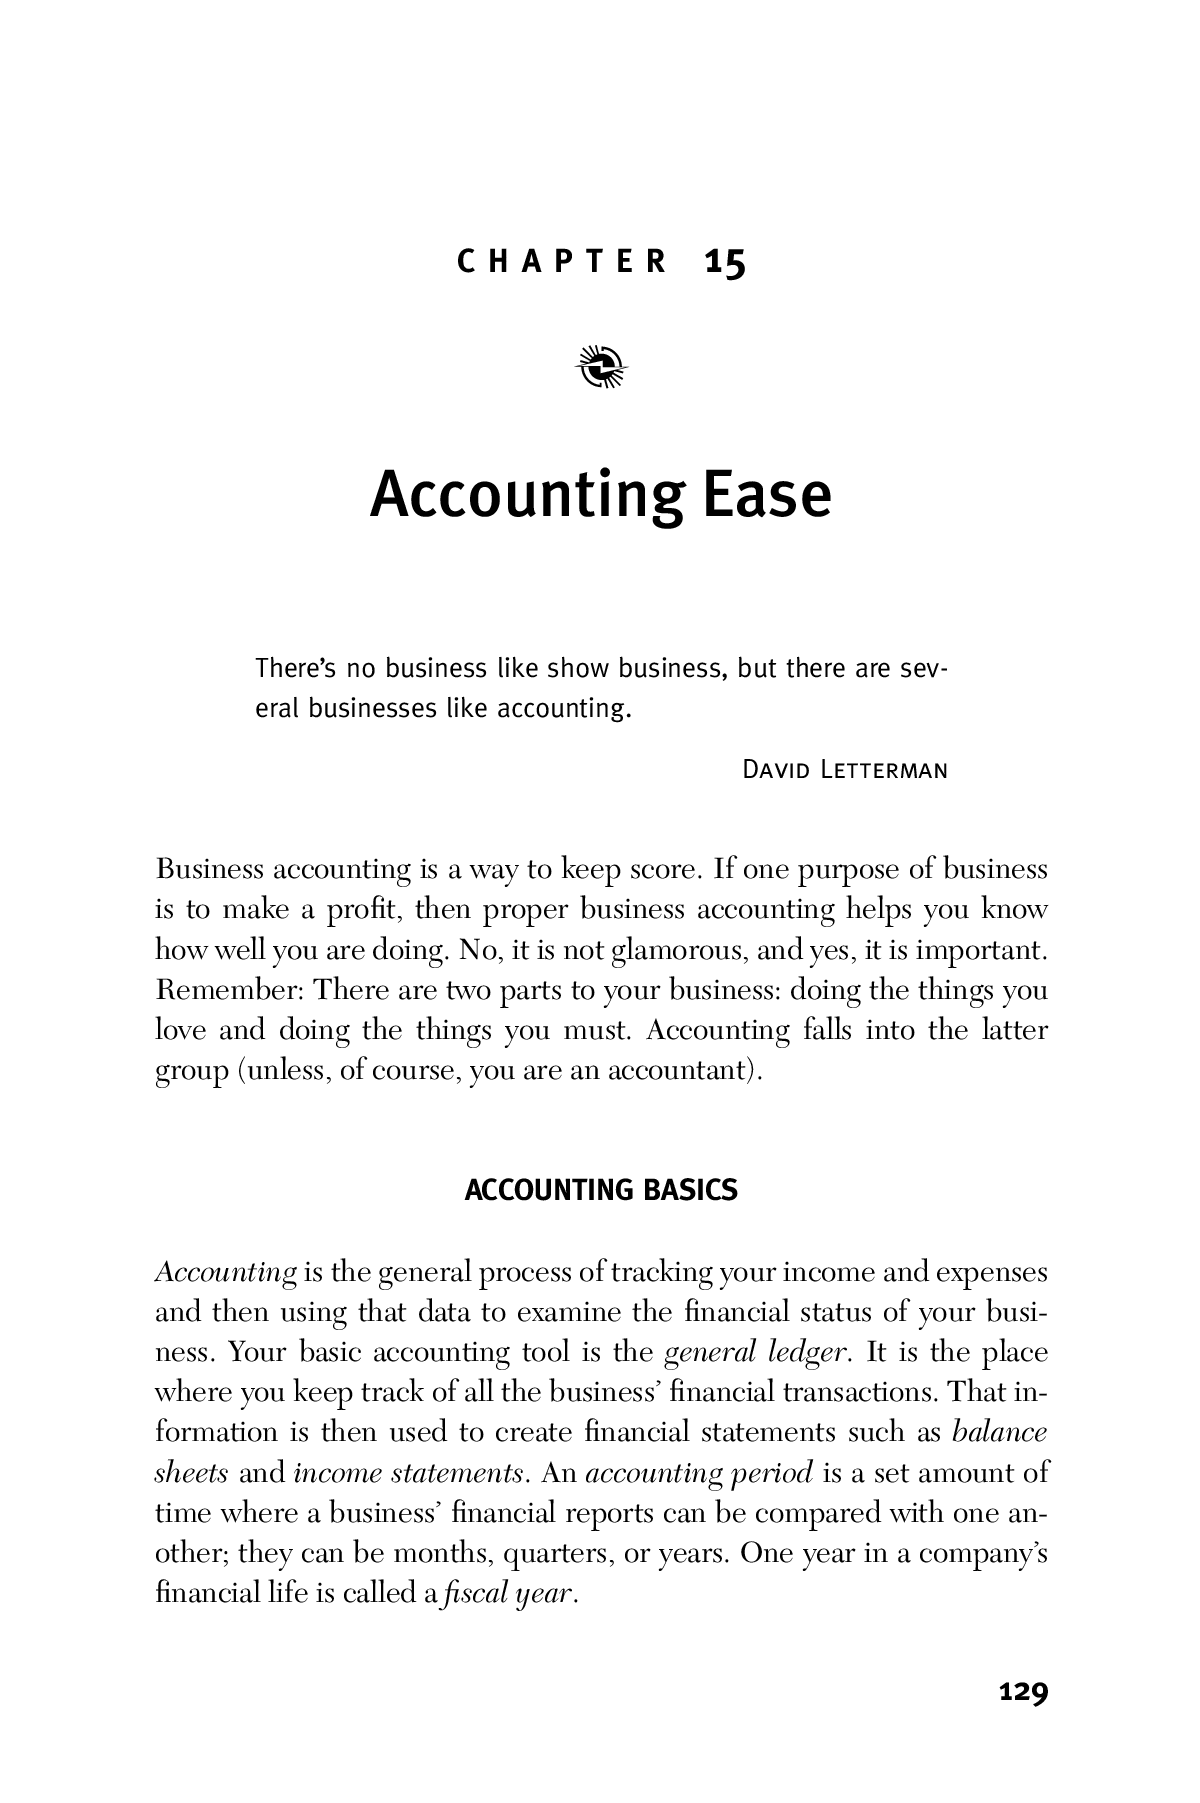 CHAPTER 15
Accounting Ease
There’s no business like show business, but there are sev-
eral businesses like accounting.
David Letterman
Business accounting is a way to keep score. If one purpose of business
is to make a profit, then proper business accounting helps you know
how well you are doing. No, it is not glamorous, and yes, it is important.
Remember: There are two parts to your business: doing the things you
love and doing the things you must. Accounting falls into the latter
group (unless, of course, you are an accountant).
ACCOUNTING BASICS
Accounting is the general process of tracking your income and expenses
and then using that data to examine the financial status of your busi-
ness. Your basic accounting tool is the general ledger. It is the place
where you keep track of all the business’ financial transactions. That in-
formation is then used to create financial statements such as balance
sheets and income statements. An accounting period is a set amount of
time where a business’ financial reports can be compared with one an-
other; they can be months, quarters, or years. One year in a company’s
financial life is called a fiscal year.
129